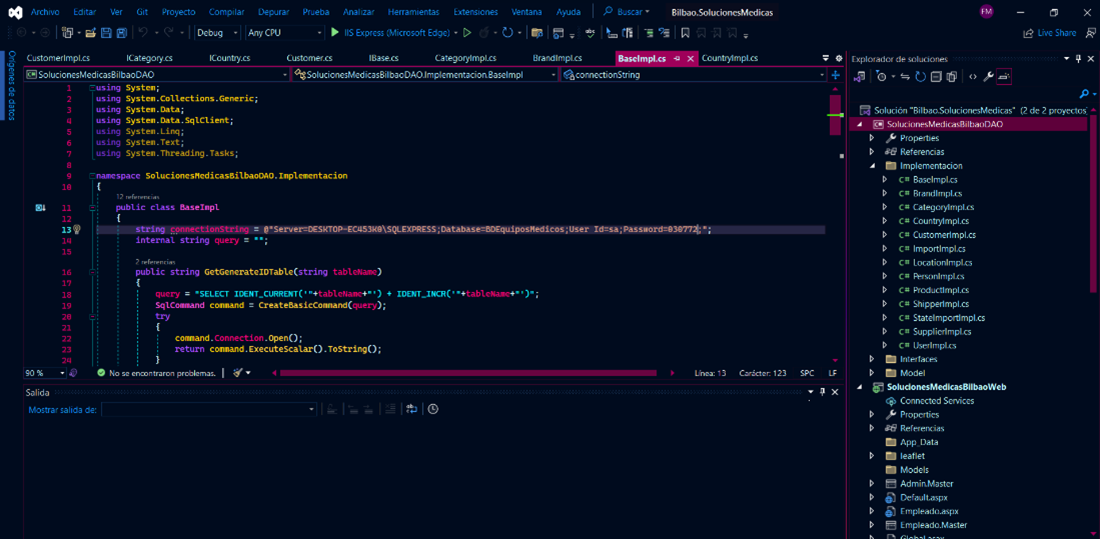 Archivo Editar Ver Git Proyecto Compilar Depurar Prueba Analizar Herramientas Extensiones Ventana Ayuda Buscar Bilbao.SolucionesMedicas FM
Debug Any CPU IIS Express (Microsoft Edge) Live Share
Orígenes de datos
CustomerImpl.cs ICategory.cs ICountry.cs Customer.cs IBase.cs CategoryImpl.cs BrandImpl.cs BaseImpl.cs CountryImpl.cs
SolucionesMedicasBilbaoDAO SolucionesMedicasBilbaoDAO.Implementacion.BaseImpl connectionString
1 using System;
2 using System.Collections.Generic;
3 using System.Data;
4 using System.Data.SqlClient;
5 using System.Linq;
6 using System.Text;
7 using System.Threading.Tasks;
8
9 namespace SolucionesMedicasBilbaoDAO.Implementacion
10 {
12 referencias
11 public class BaseImpl
12 {
13 string connectionString = @"Server=DESKTOP-EC453K0\SQLEXPRESS;Database=BDEquiposMedicos;User Id=sa;Password=030772;";
14 internal string query = "";
15
2 referencias
16 public string GetGenerateIDTable(string tableName)
17 {
18 query = "SELECT IDENT_CURRENT('"+tableName+"') + IDENT_INCR('"+tableName+"')";
19 SqlCommand command = CreateBasicCommand(query);
20 try
21 {
22 command.Connection.Open();
23 return command.ExecuteScalar().ToString();
24 }
90 % No se encontraron problemas. Línea: 13 Carácter: 123 SPC LF
Salida
Mostrar salida de:
Explorador de soluciones
Solución "Bilbao.SolucionesMedicas" (2 de 2 proyectos)
SolucionesMedicasBilbaoDAO
Properties
Referencias
Implementacion
C# BaseImpl.cs
C# BrandImpl.cs
C# CategoryImpl.cs
C# CountryImpl.cs
C# CustomerImpl.cs
C# ImportImpl.cs
C# LocationImpl.cs
C# PersonImpl.cs
C# ProductImpl.cs
C# ShipperImpl.cs
C# StateImportImpl.cs
C# SupplierImpl.cs
C# UserImpl.cs
Interfaces
Model
SolucionesMedicasBilbaoWeb
Connected Services
Properties
Referencias
App_Data
leaflet
Models
Admin.Master
Default.aspx
Empleado.aspx
Empleado.Master
Global.asax